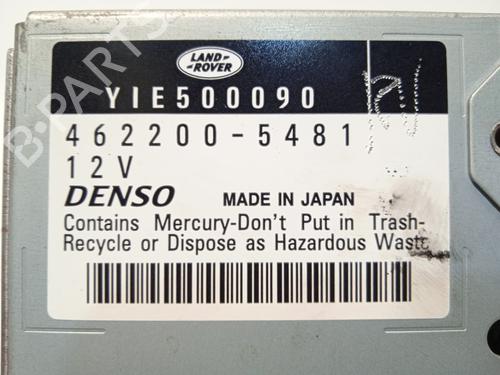 LAND
ROVER
YIE500090
462200-5481
12V
DENSO MADE IN JAPAN
Contains Mercury-Don't Put in Trash-
Recycle or Dispose as Hazardous Waste
B-PARTS